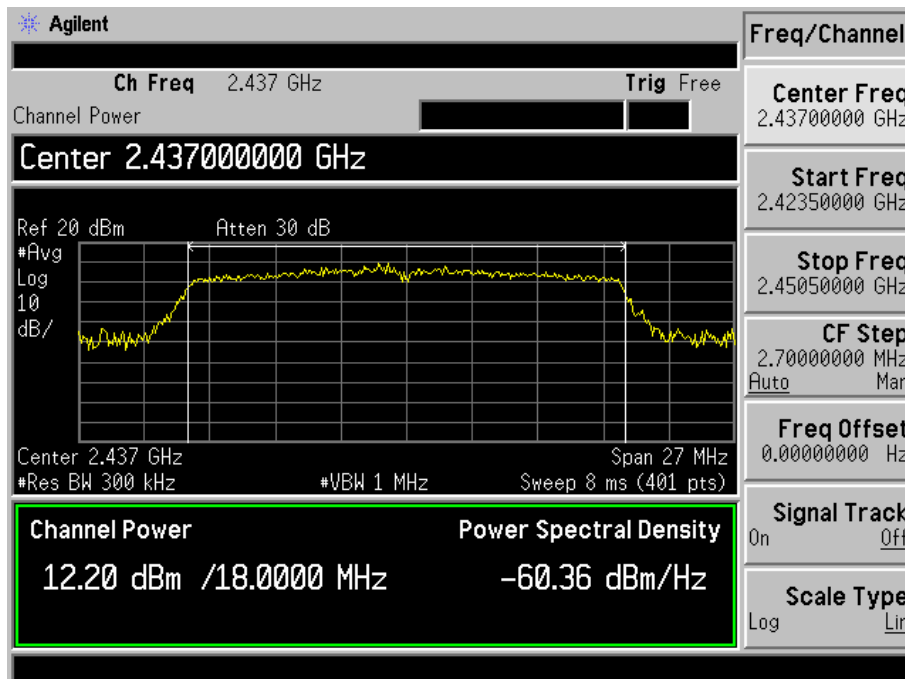 Agilent
Freq/Channel
Ch Freq 2.437 GHz Trig Free
Channel Power
Center 2.437000000 GHz
Ref 20 dBm Atten 30 dB
#Avg
Log
10
dB/
Center 2.437 GHz Span 27 MHz
#Res BW 300 kHz #VBW 1 MHz Sweep 8 ms (401 pts)
Channel Power Power Spectral Density
12.20 dBm /18.0000 MHz -60.36 dBm/Hz
Center Freq
2.43700000 GHz
Start Freq
2.42350000 GHz
Stop Freq
2.45050000 GHz
CF Step
2.70000000 MHz
Auto Man
Freq Offset
0.00000000 Hz
Signal Track
On Off
Scale Type
Log Lin